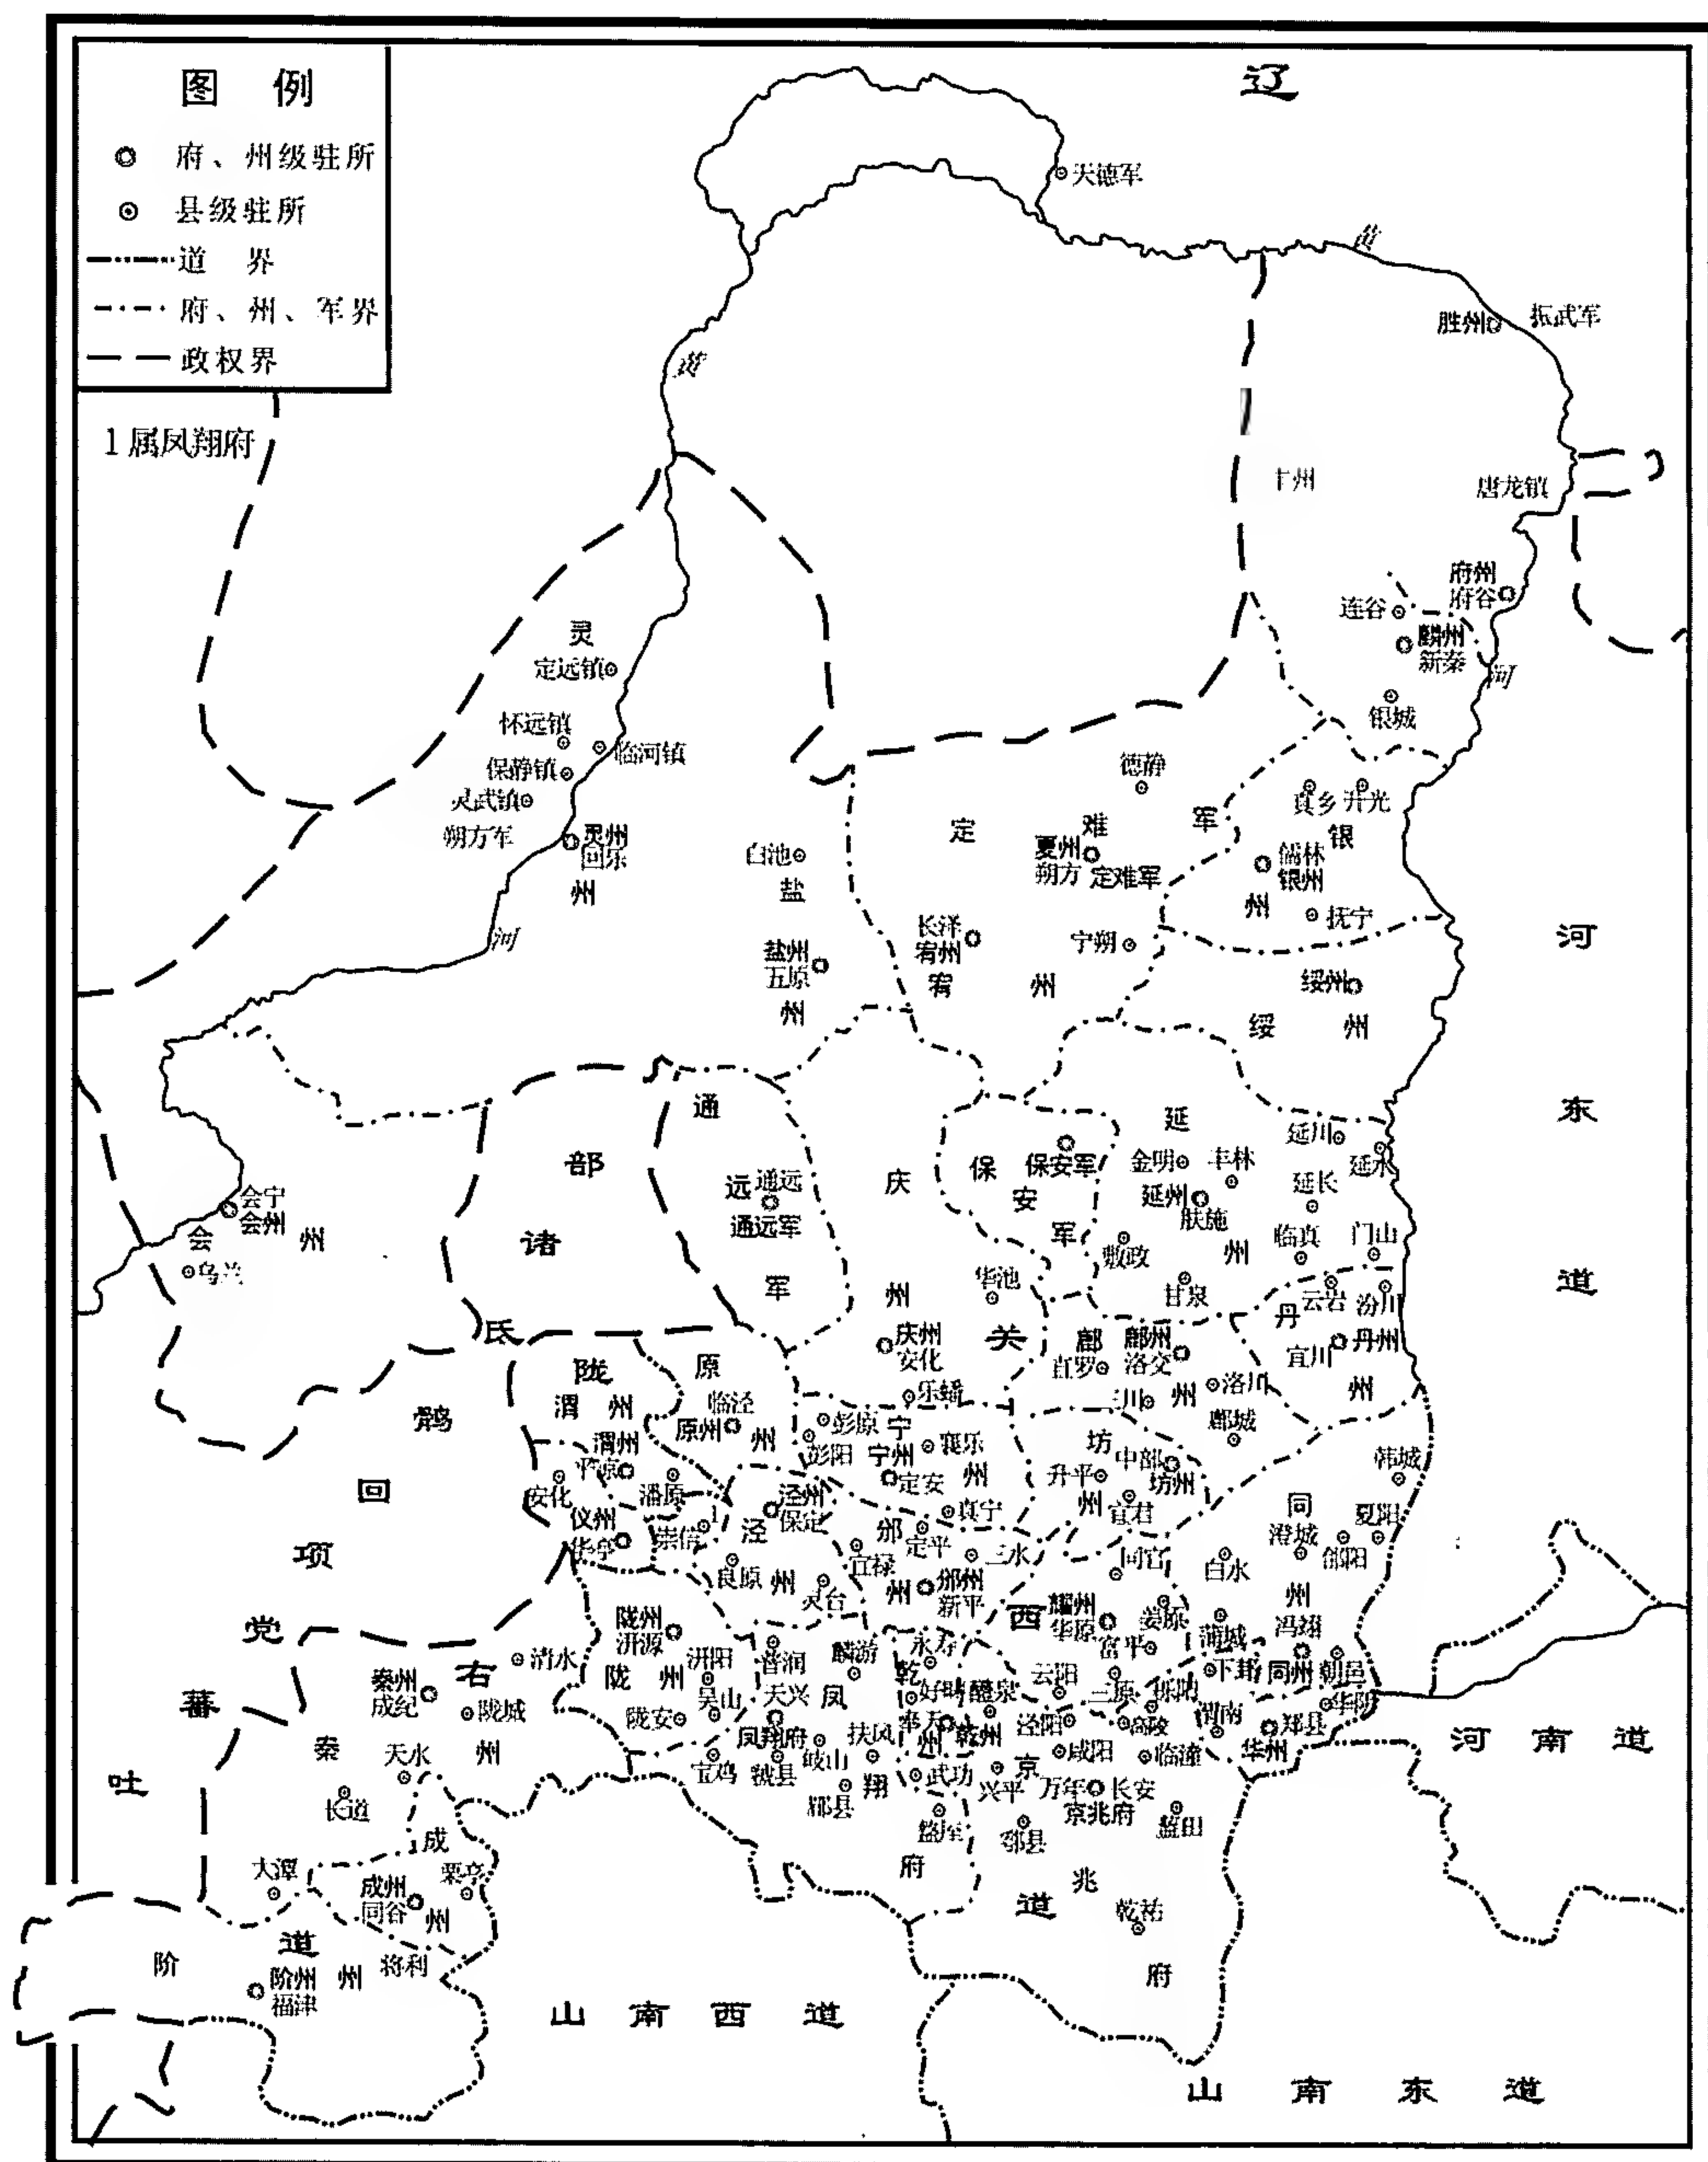 图 例
府、州级驻所
县级驻所
道 界
府、州、军界
政权界
1属凤翔府
辽
天德军
黄
胜州
振武军
黄
州
唐龙镇
府州
府谷
连谷
麟州
新秦
河
银城
灵
定远镇
怀远镇
临河镇
保静镇
灵武镇
朔方军
灵州
回乐
州
河
德静
真乡
开光
定
难
军
银
夏州
朔方
定难军
儒林
银州
州
抚宁
白池
盐
长泽
宥州
宥
宁朔
州
盐州
五原
州
绥州
绥
州
河
东
道
通
部
诸
氏
远
通远
通远军
军
庆
保
保安军
安
军
延
延川
延水
金明
丰林
延州
肤施
延长
州
临真
门山
敷政
甘泉
会宁
会州
会
州
乌兰
州
华池
关
庆州
安化
乐蟠
鄜
鄜州
洛交
直罗
三川
州
洛川
鄜城
云岩
汾川
丹
丹州
宜川
州
陇
渭
州
渭州
平凉
潘原
安化
仪州
华亭
崇信
1
原
临泾
原州
州
彭原
彭阳
宁
宁州
定安
襄乐
州
真宁
坊
中部
坊州
升平
州
宜君
韩城
鹘
回
项
党
蕃
吐
泾
泾州
保定
良原
州
灵台
宜禄
邠
定平
三水
邠州
新平
州
同
澄城
夏阳
郃阳
白水
州
冯翊
同州
朝邑
蒲城
下邽
同官
西
耀州
华原
富平
美原
云阳
三原
栎阳
陇州
汧源
陇
州
汧阳
吴山
陇安
普润
麟游
天兴
凤
凤翔府
虢县
岐山
扶风
翔
郿县
宝鸡
永寿
乾
好畤
醴泉
奉天
乾州
州
武功
盩厔
府
泾阳
高陵
渭南
华阴
郑县
华州
京
咸阳
临潼
兴平
万年
长安
京兆府
蓝田
鄠县
兆
道
乾祐
府
右
清水
秦州
成纪
陇城
秦
州
天水
长道
大潭
成
成州
同谷
栗亭
州
道
将利
阶
阶州
福津
州
河南道
山南西道
山南东道